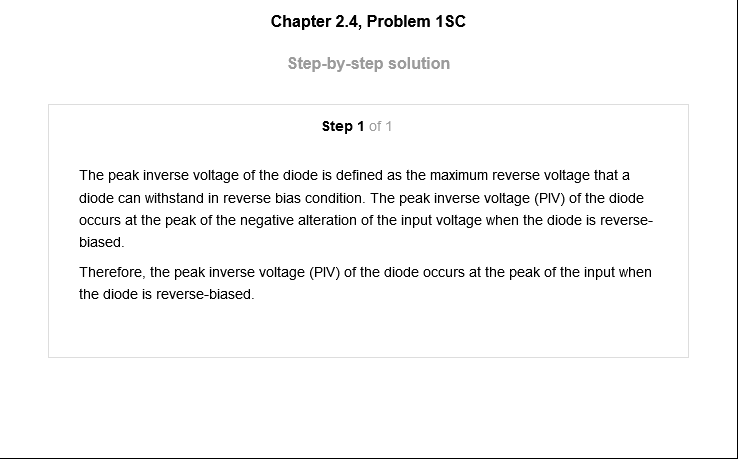 Chapter 2.4, Problem 1SC
Step-by-step solution
Step 1 of 1
The peak inverse voltage of the diode is defined as the maximum reverse voltage that a
diode can withstand in reverse bias condition. The peak inverse voltage (PIV) of the diode
occurs at the peak of the negative alteration of the input voltage when the diode is reverse-
biased.
Therefore, the peak inverse voltage (PIV) of the diode occurs at the peak of the input when
the diode is reverse-biased.